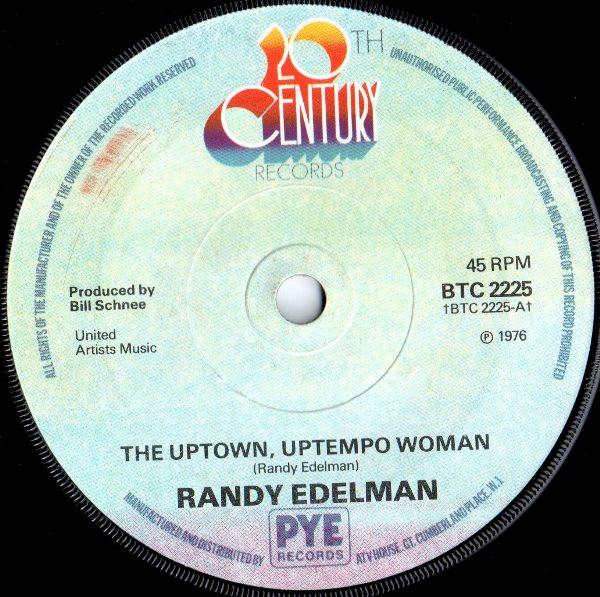 20TH
CENTURY
RECORDS
ALL RIGHTS OF THE MANUFACTURER AND OF THE OWNER OF THE RECORDED WORK RESERVED
UNAUTHORISED PUBLIC PERFORMANCE BROADCASTING AND COPYING OF THIS RECORD PROHIBITED
Produced by
Bill Schnee
United
Artists Music
45 RPM
BTC 2225
†BTC 2225-A†
℗ 1976
THE UPTOWN, UPTEMPO WOMAN
(Randy Edelman)
RANDY EDELMAN
MANUFACTURED AND DISTRIBUTED BY
PYE
RECORDS
ATV HOUSE, GT. CUMBERLAND PLACE, W.1.